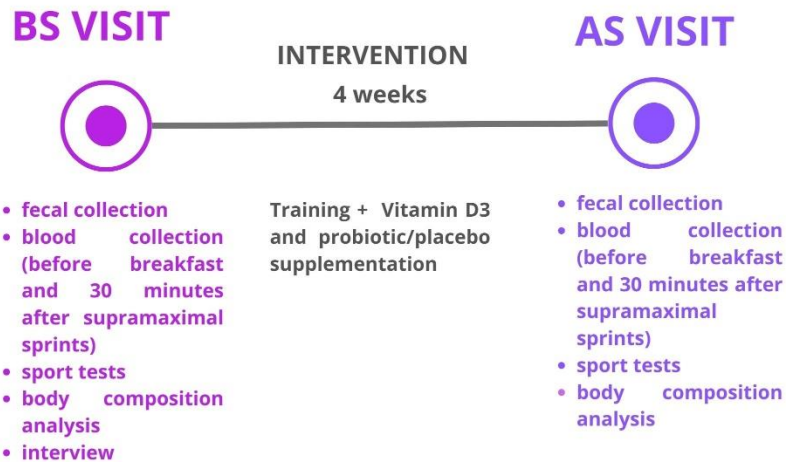 BS VISIT
INTERVENTION
4 weeks
AS VISIT
• fecal collection
• blood collection
(before breakfast
and 30 minutes
after supramaximal
sprints)
• sport tests
• body composition
analysis
• interview
Training + Vitamin D3
and probiotic/placebo
supplementation
• fecal collection
• blood collection
(before breakfast
and 30 minutes after
supramaximal
sprints)
• sport tests
• body composition
analysis